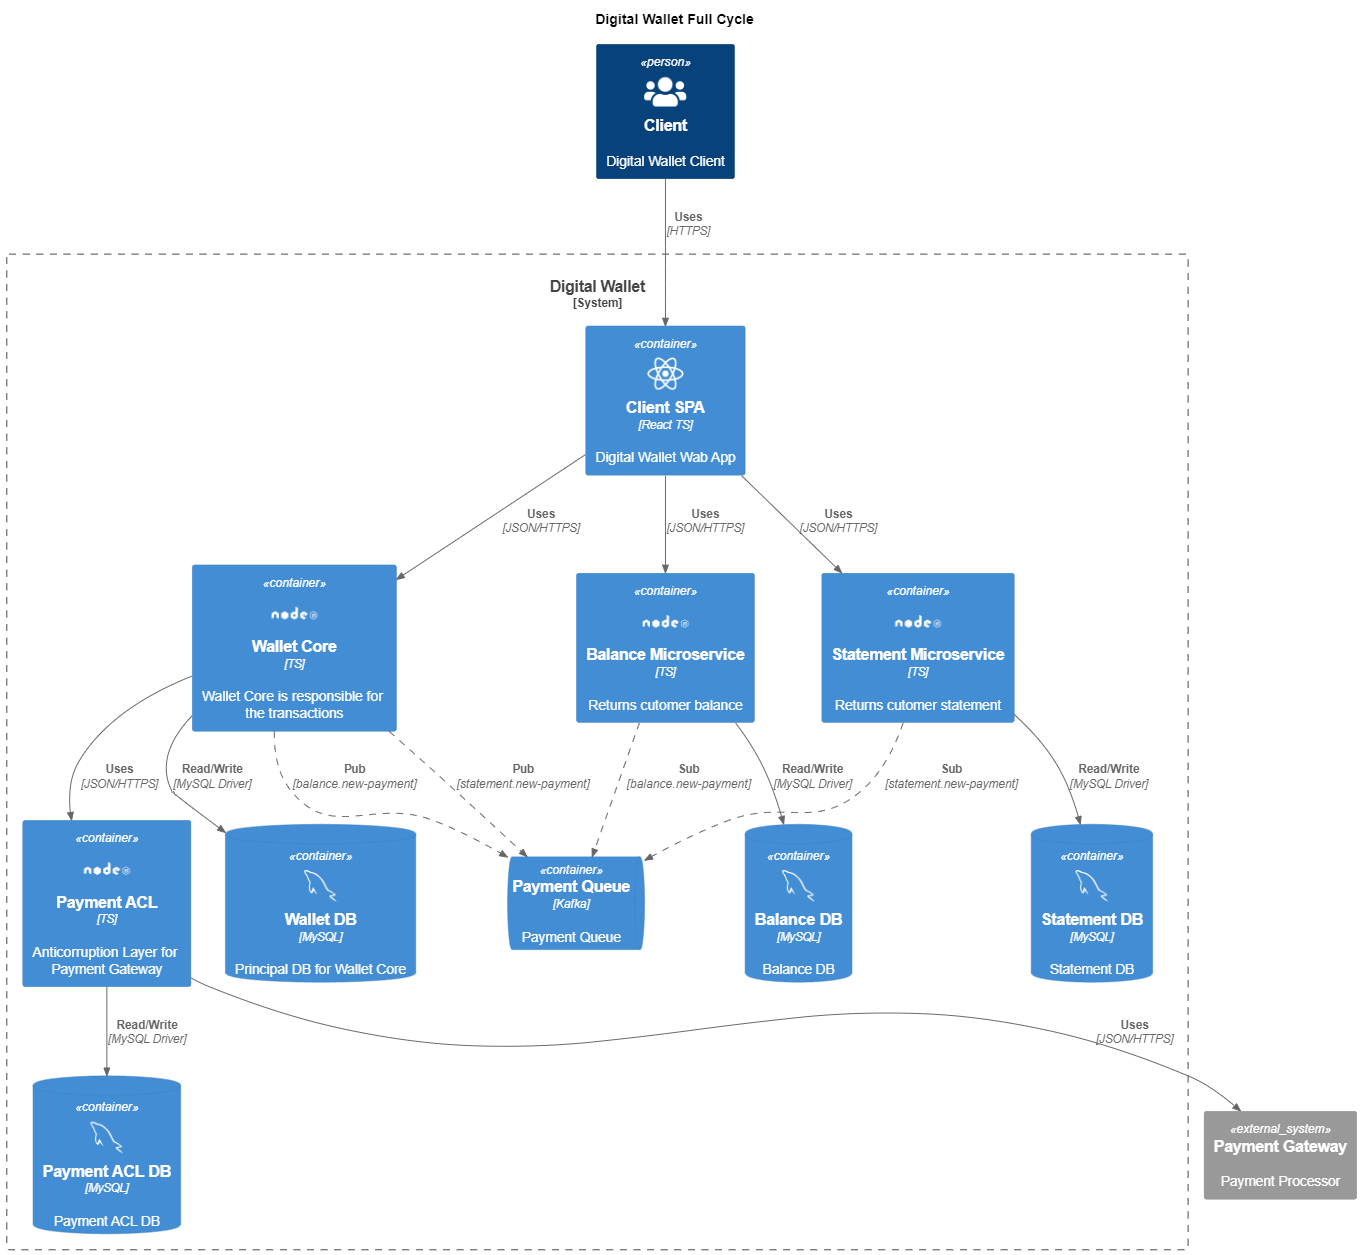 Digital Wallet Full Cycle
«person»
Client
Digital Wallet Client
Uses
[HTTPS]
Digital Wallet
[System]
«container»
Client SPA
[React TS]
Digital Wallet Wab App
Uses
[JSON/HTTPS]
Uses
[JSON/HTTPS]
Uses
[JSON/HTTPS]
«container»
node
Wallet Core
[TS]
Wallet Core is responsible for
the transactions
«container»
node
Balance Microservice
[TS]
Returns cutomer balance
«container»
node
Statement Microservice
[TS]
Returns cutomer statement
Uses
[JSON/HTTPS]
Read/Write
[MySQL Driver]
Pub
[balance.new-payment]
Pub
[statement.new-payment]
Sub
[balance.new-payment]
Read/Write
[MySQL Driver]
Sub
[statement.new-payment]
Read/Write
[MySQL Driver]
«container»
node
Payment ACL
[TS]
Anticorruption Layer for
Payment Gateway
«container»
Wallet DB
[MySQL]
Principal DB for Wallet Core
«container»
Payment Queue
[Kafka]
Payment Queue
«container»
Balance DB
[MySQL]
Balance DB
«container»
Statement DB
[MySQL]
Statement DB
Read/Write
[MySQL Driver]
Uses
[JSON/HTTPS]
«container»
Payment ACL DB
[MySQL]
Payment ACL DB
«external_system»
Payment Gateway
Payment Processor